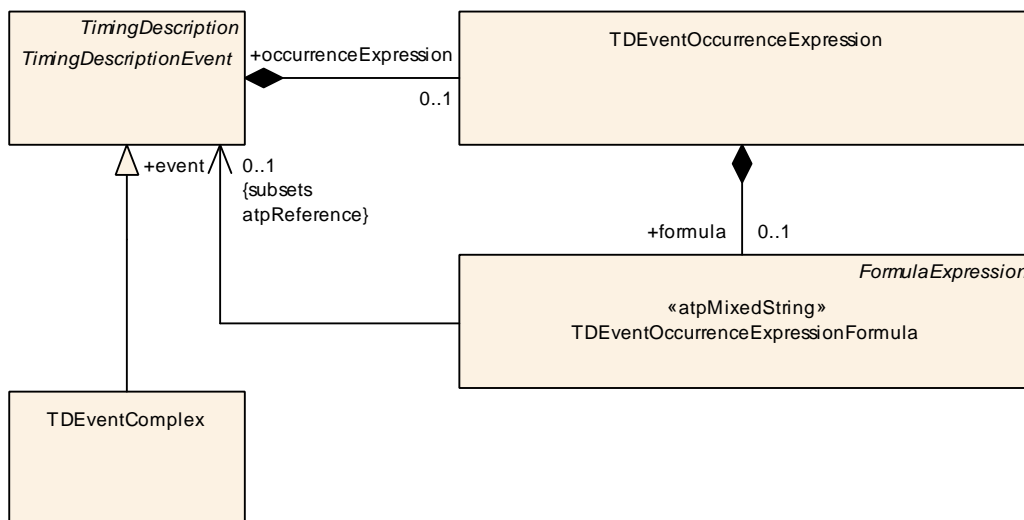 TimingDescription
TimingDescriptionEvent
+occurrenceExpression
0..1
TDEventOccurrenceExpression
+event
0..1
{subsets
atpReference}
+formula
0..1
FormulaExpression
«atpMixedString»
TDEventOccurrenceExpressionFormula
TDEventComplex